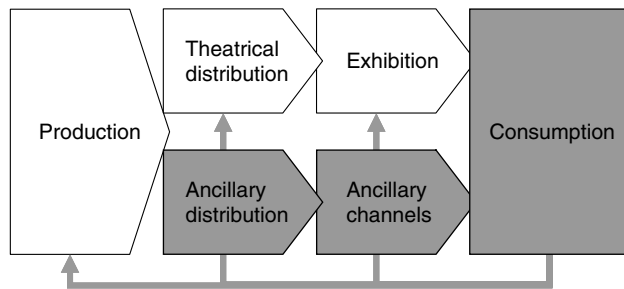 Production
Theatrical
distribution
Exhibition
Ancillary
distribution
Ancillary
channels
Consumption